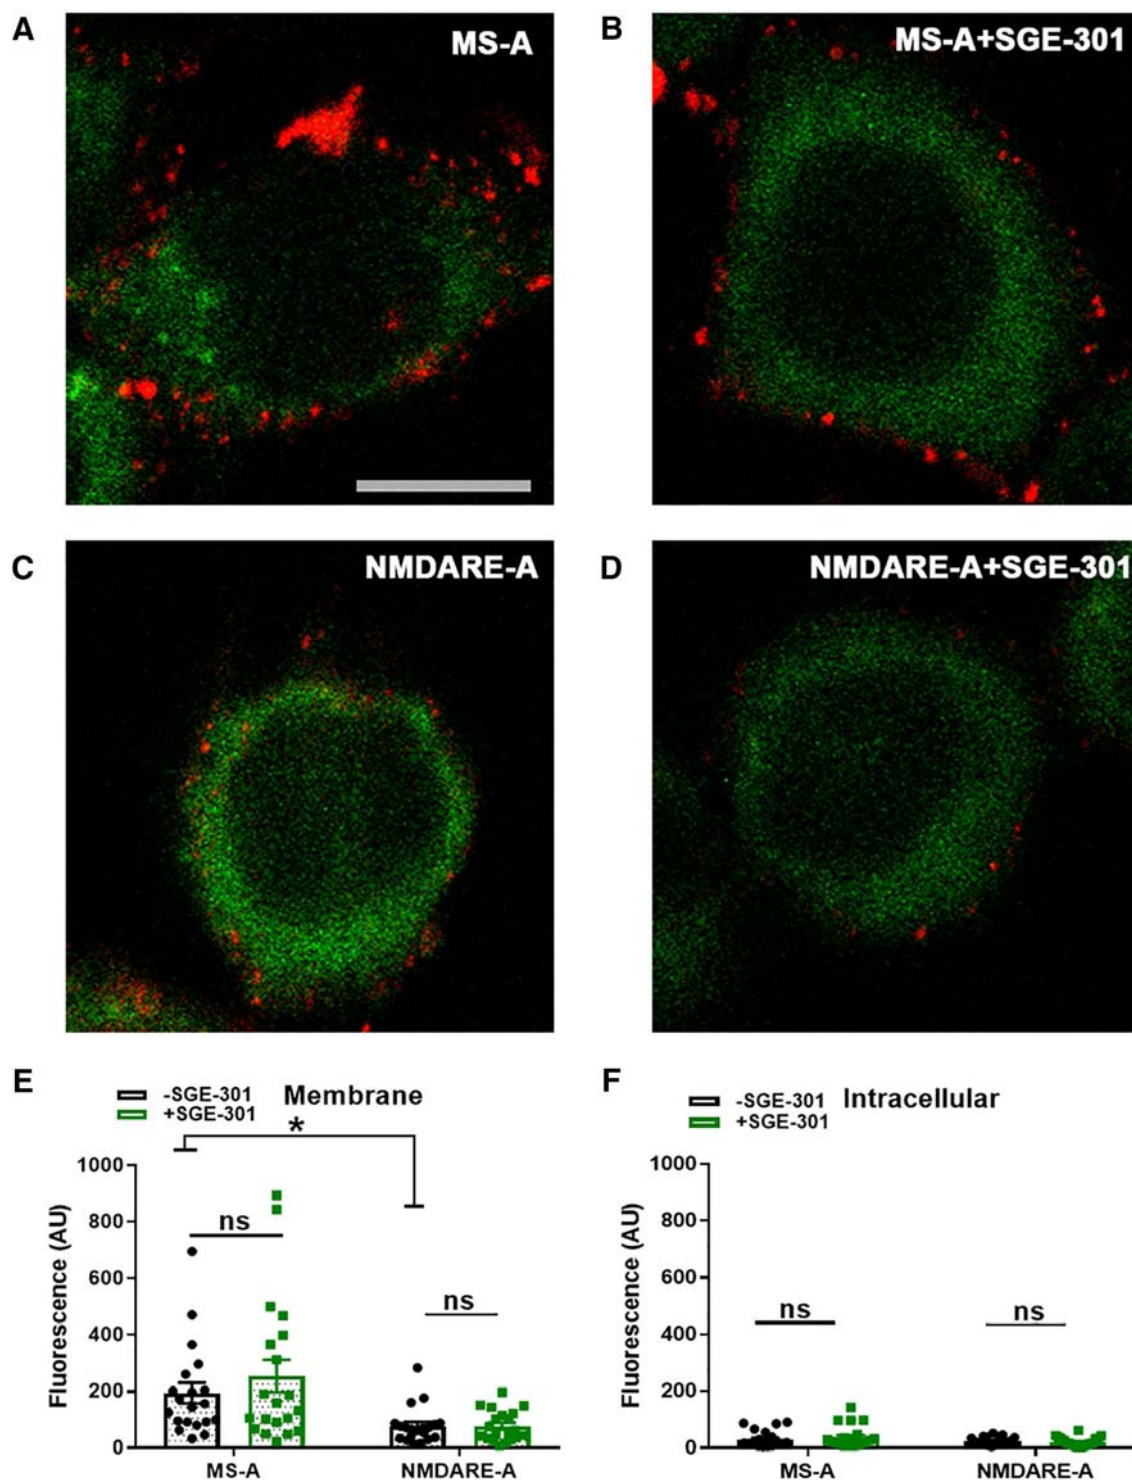 A
MS-A
B
MS-A+SGE-301
C
NMDARE-A
D
NMDARE-A+SGE-301
E
-SGE-301
+SGE-301
Membrane
*
1000
800
600
400
200
0
Fluorescence (AU)
ns
ns
MS-A
NMDARE-A
F
-SGE-301
+SGE-301
Intracellular
1000
800
600
400
200
0
Fluorescence (AU)
ns
ns
MS-A
NMDARE-A